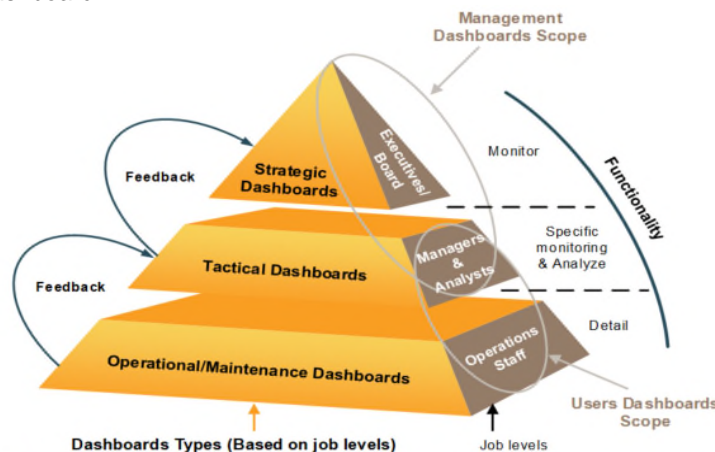 Management
Dashboards Scope
Executives/
Board
Monitor
Functionality
Strategic
Dashboards
Feedback
Specific
monitoring
& Analyze
Managers
&
Analysts
Tactical Dashboards
Feedback
Detail
Operations
Staff
Operational/Maintenance Dashboards
Users Dashboards
Scope
Dashboards Types (Based on job levels)
Job levels